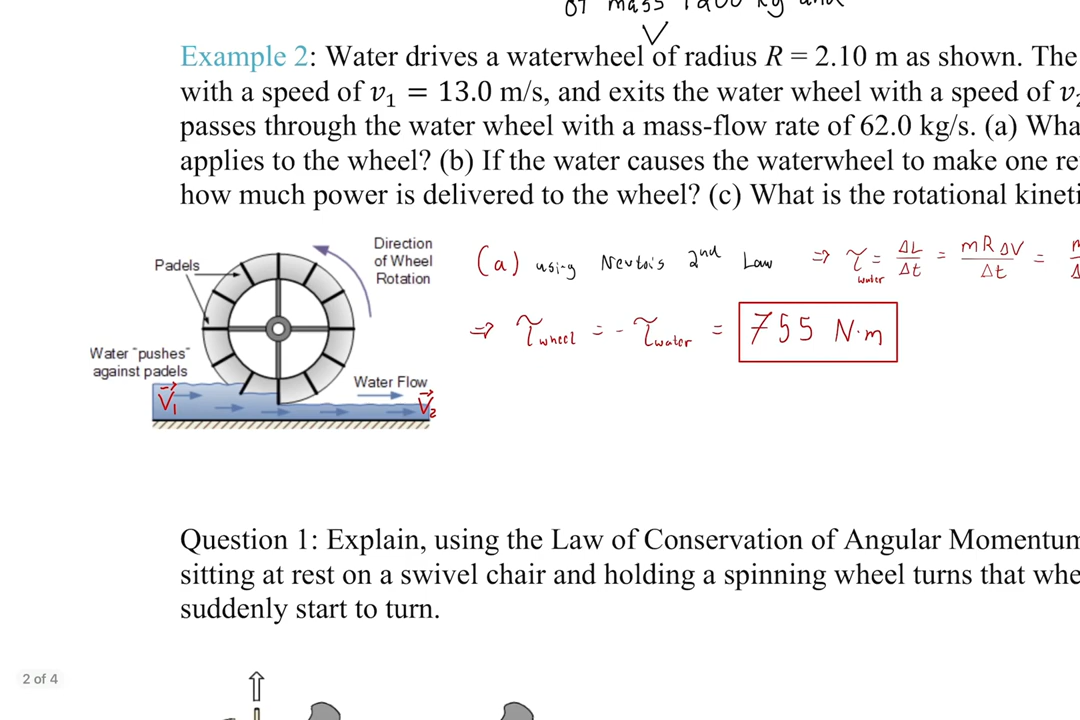 of mass 1200 kg and
Example 2: Water drives a waterwheel of radius R = 2.10 m as shown. The
with a speed of v₁ = 13.0 m/s, and exits the water wheel with a speed of v₂
passes through the water wheel with a mass-flow rate of 62.0 kg/s. (a) Wha
applies to the wheel? (b) If the water causes the waterwheel to make one re
how much power is delivered to the wheel? (c) What is the rotational kineti
Padels
Direction
of Wheel
Rotation
Water "pushes"
against padels
Water Flow
V₁
V₂
(a) using Newton's 2nd Law ⇒ τwater = ΔL/Δt = mRΔV/Δt =
⇒ τwheel = - τwater = 755 N·m
Question 1: Explain, using the Law of Conservation of Angular Momentum
sitting at rest on a swivel chair and holding a spinning wheel turns that whe
suddenly start to turn.
2 of 4